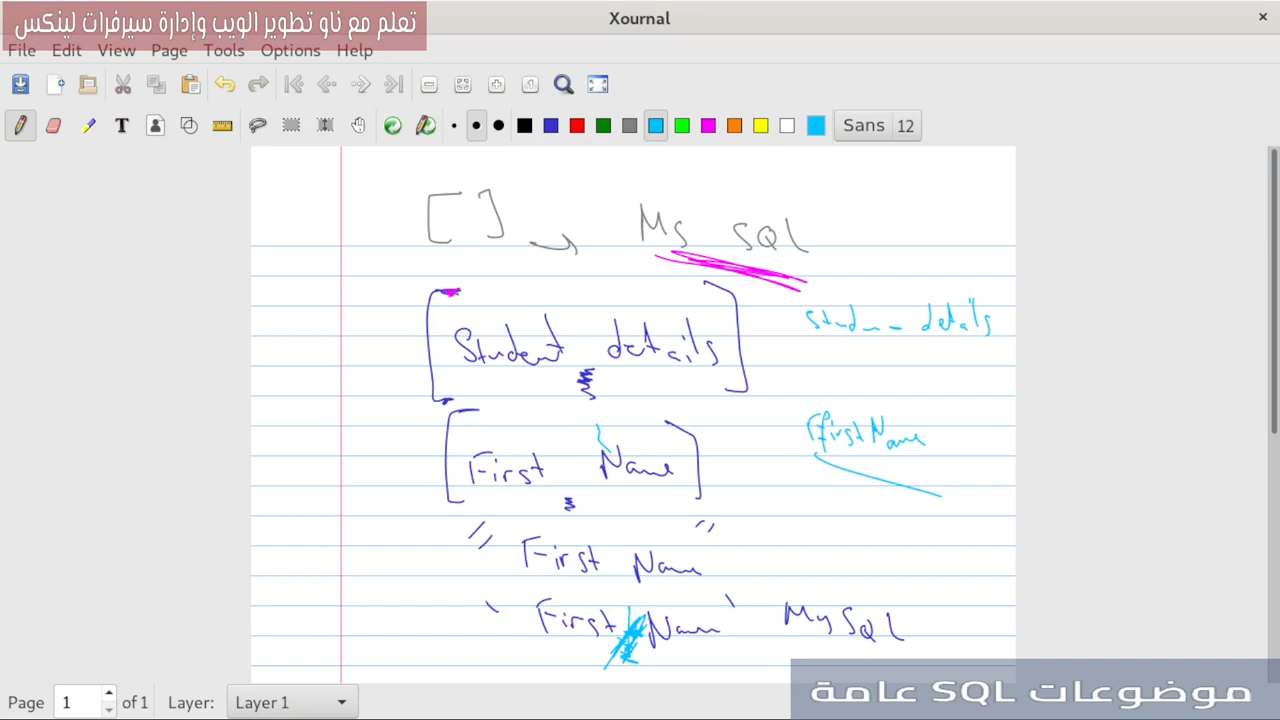 Xournal
تعلم مع ناو تطوير الويب وإدارة سيرفرات لينكس
File Edit View Page Tools Options Help
Sans 12
[ ] → Ms SQL
[Student details]
[First Name]
FirstName
" First Name "
` First Name ` MySQL
Page 1 of 1 Layer: Layer 1
موضوعات SQL عامة